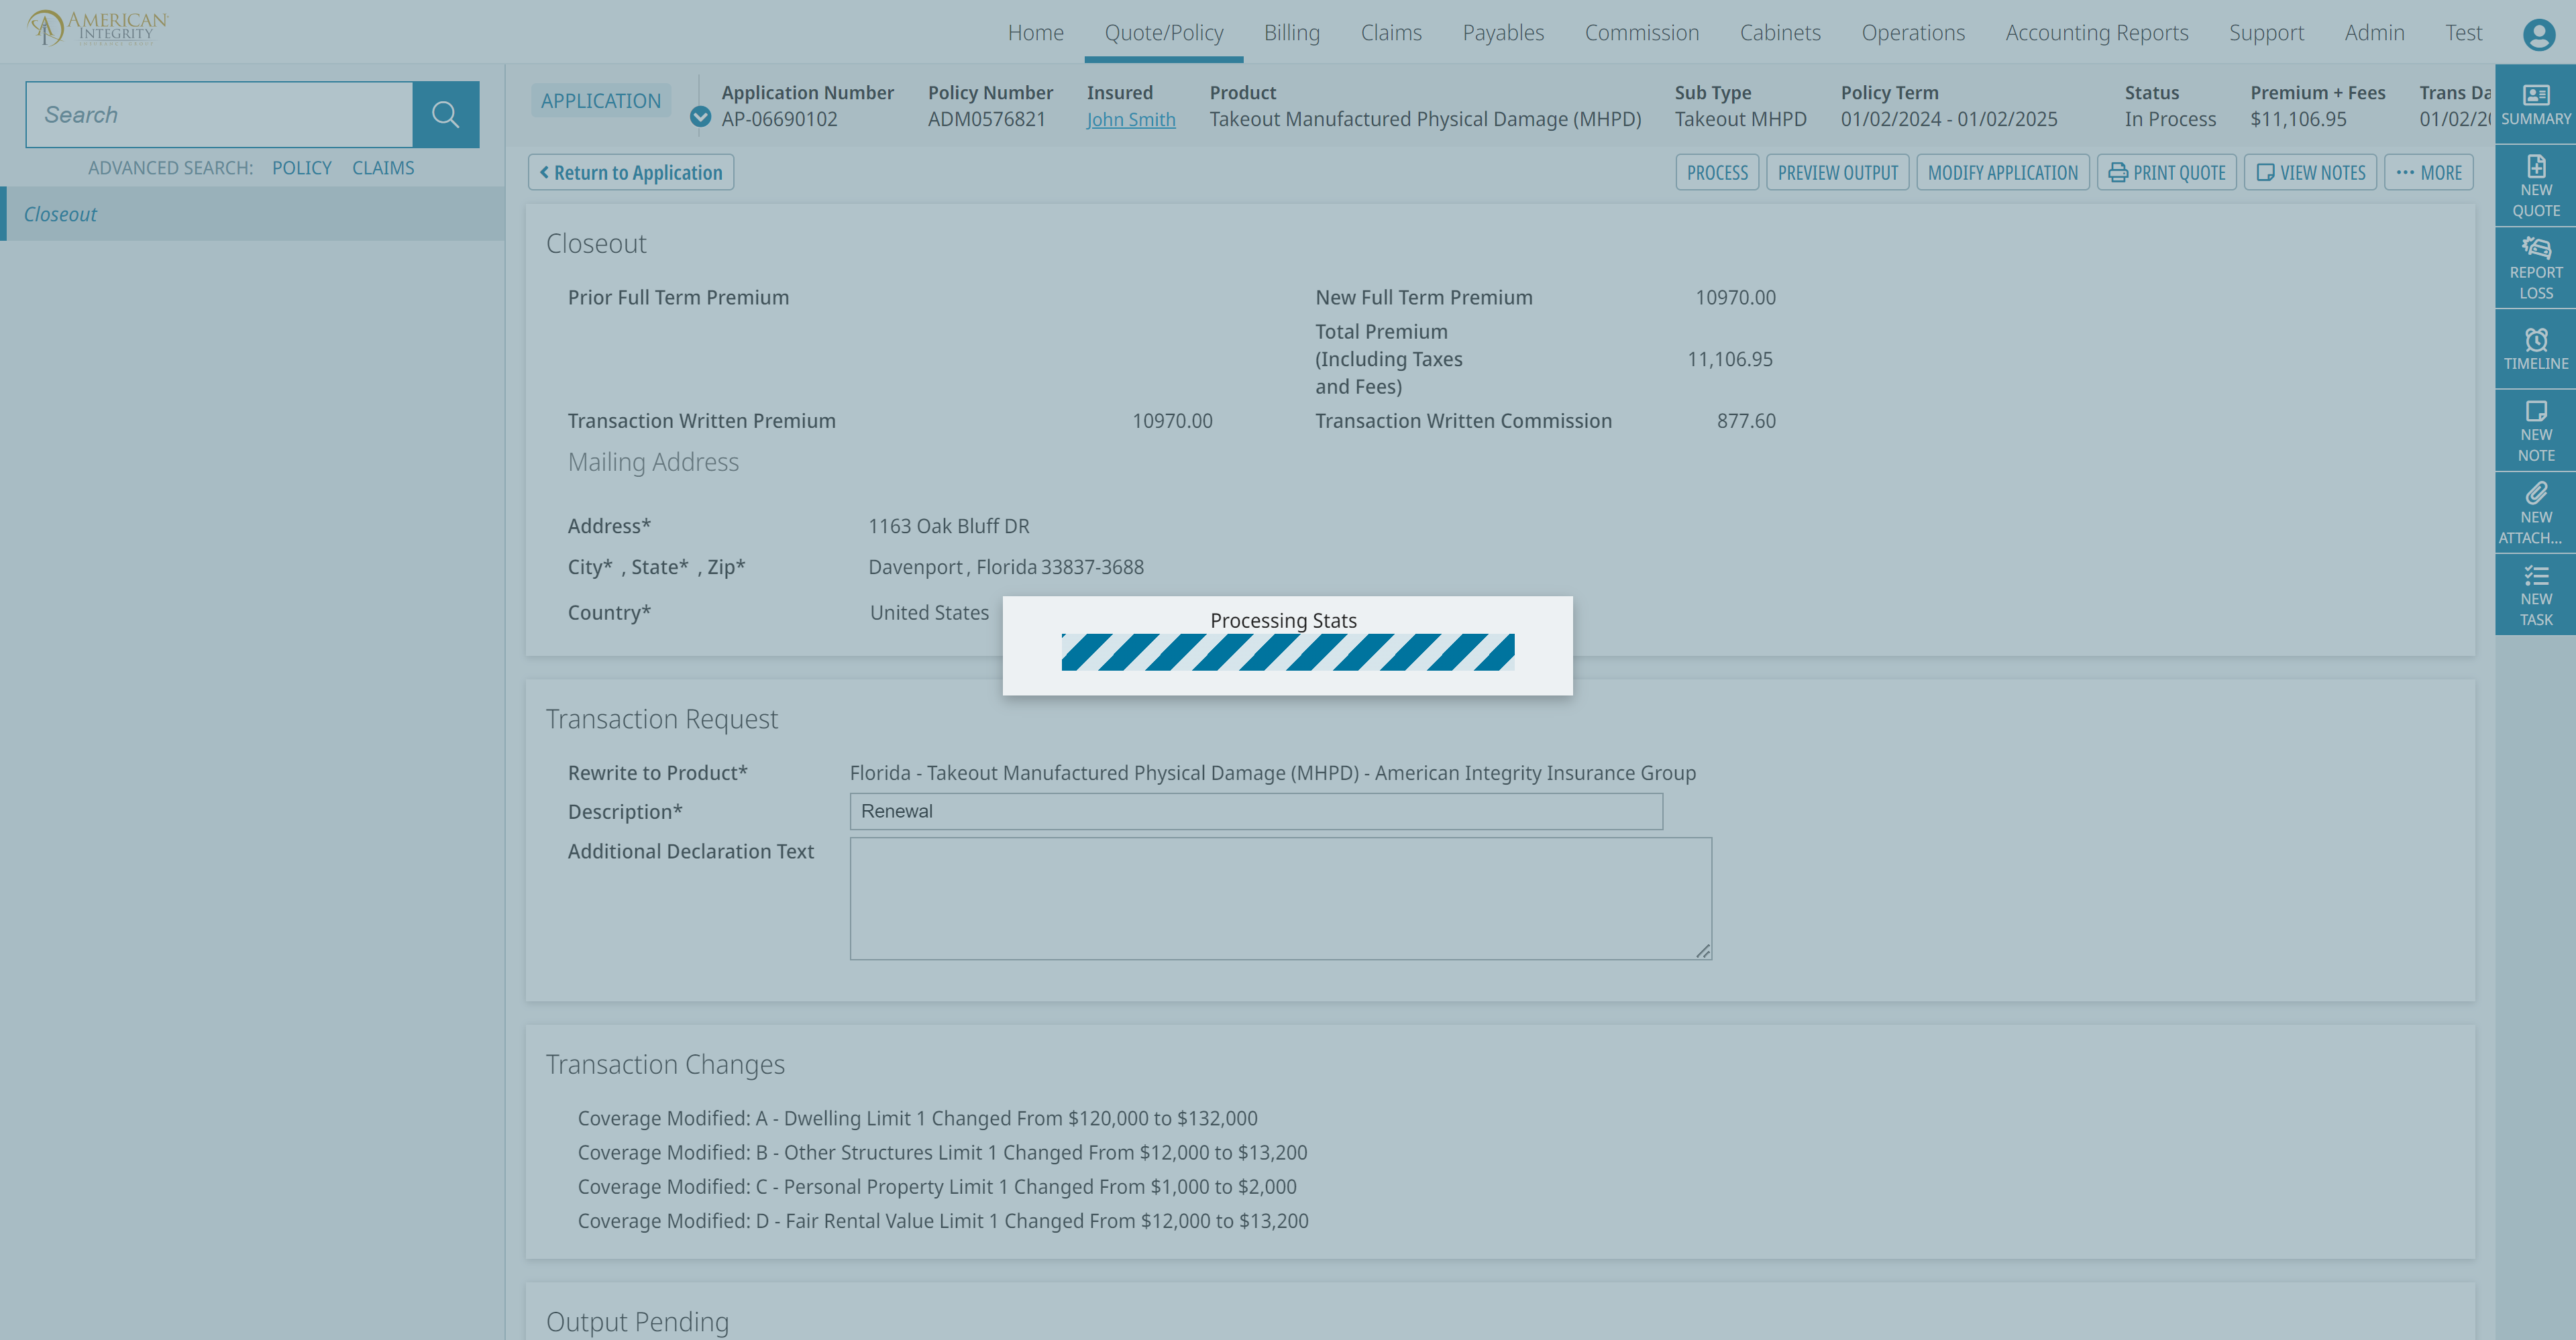 AMERICAN
INTEGRITY
Home
Quote/Policy
Billing
Claims
Payables
Commission
Cabinets
Operations
Accounting Reports
Support
Admin
Test
Search
ADVANCED SEARCH: POLICY CLAIMS
Closeout
APPLICATION
Application Number
AP-06690102
Policy Number
ADM0576821
Insured
John Smith
Product
Takeout Manufactured Physical Damage (MHPD)
Sub Type
Takeout MHPD
Policy Term
01/02/2024 - 01/02/2025
Status
In Process
Premium + Fees
$11,106.95
Trans Da
01/02/20
Return to Application
PROCESS
PREVIEW OUTPUT
MODIFY APPLICATION
PRINT QUOTE
VIEW NOTES
MORE
Closeout
Prior Full Term Premium
New Full Term Premium 10970.00
Total Premium
(Including Taxes 11,106.95
and Fees)
Transaction Written Premium 10970.00
Transaction Written Commission 877.60
Mailing Address
Address* 1163 Oak Bluff DR
City* , State* , Zip* Davenport , Florida 33837-3688
Country* United States
Processing Stats
Transaction Request
Rewrite to Product* Florida - Takeout Manufactured Physical Damage (MHPD) - American Integrity Insurance Group
Description* Renewal
Additional Declaration Text
Transaction Changes
Coverage Modified: A - Dwelling Limit 1 Changed From $120,000 to $132,000
Coverage Modified: B - Other Structures Limit 1 Changed From $12,000 to $13,200
Coverage Modified: C - Personal Property Limit 1 Changed From $1,000 to $2,000
Coverage Modified: D - Fair Rental Value Limit 1 Changed From $12,000 to $13,200
Output Pending
SUMMARY
NEW
QUOTE
REPORT
LOSS
TIMELINE
NEW
NOTE
NEW
ATTACH...
NEW
TASK